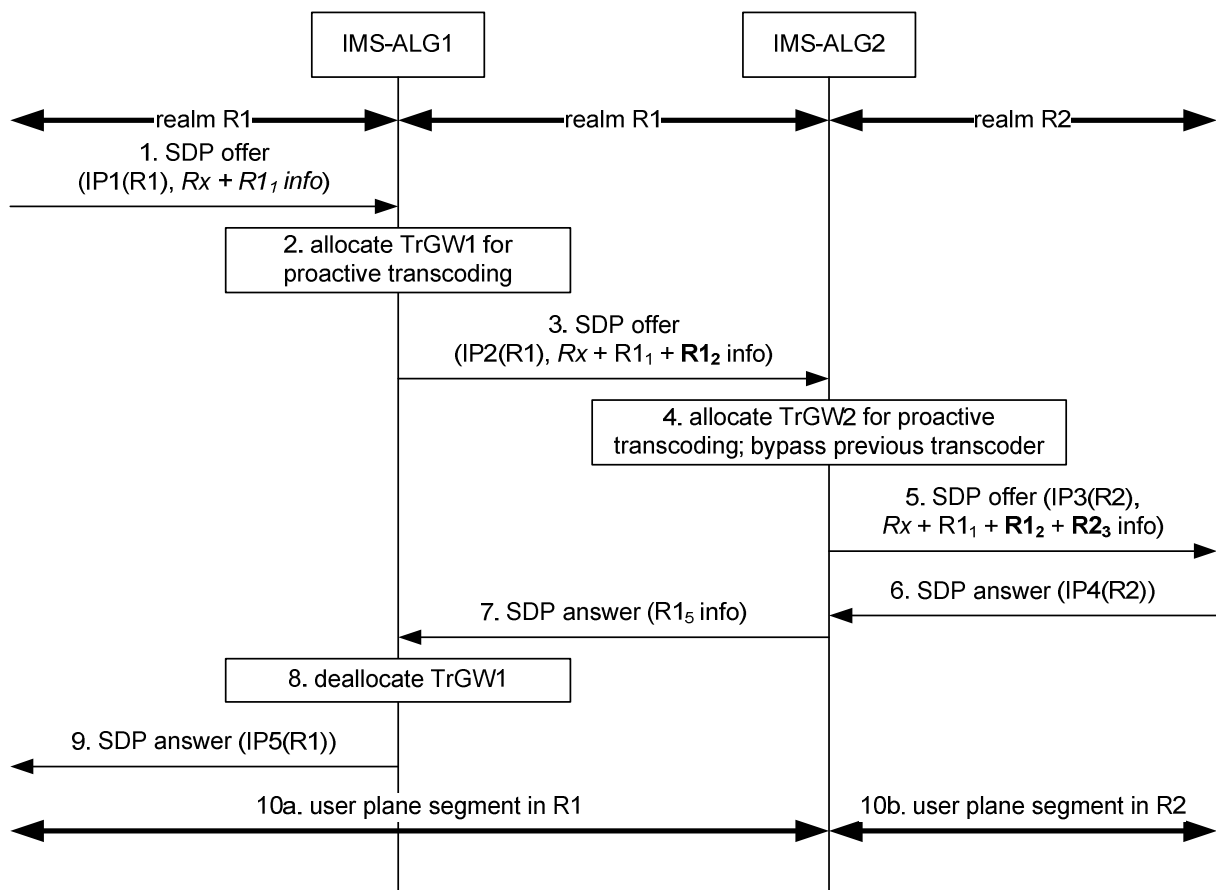 IMS-ALG1
IMS-ALG2
realm R1
realm R1
realm R2
1. SDP offer
(IP1(R1), Rx + R1₁ info)
2. allocate TrGW1 for
proactive transcoding
3. SDP offer
(IP2(R1), Rx + R1₁ + R1₂ info)
4. allocate TrGW2 for proactive
transcoding; bypass previous transcoder
5. SDP offer (IP3(R2),
Rx + R1₁ + R1₂ + R2₃ info)
6. SDP answer (IP4(R2))
7. SDP answer (R1₅ info)
8. deallocate TrGW1
9. SDP answer (IP5(R1))
10a. user plane segment in R1
10b. user plane segment in R2